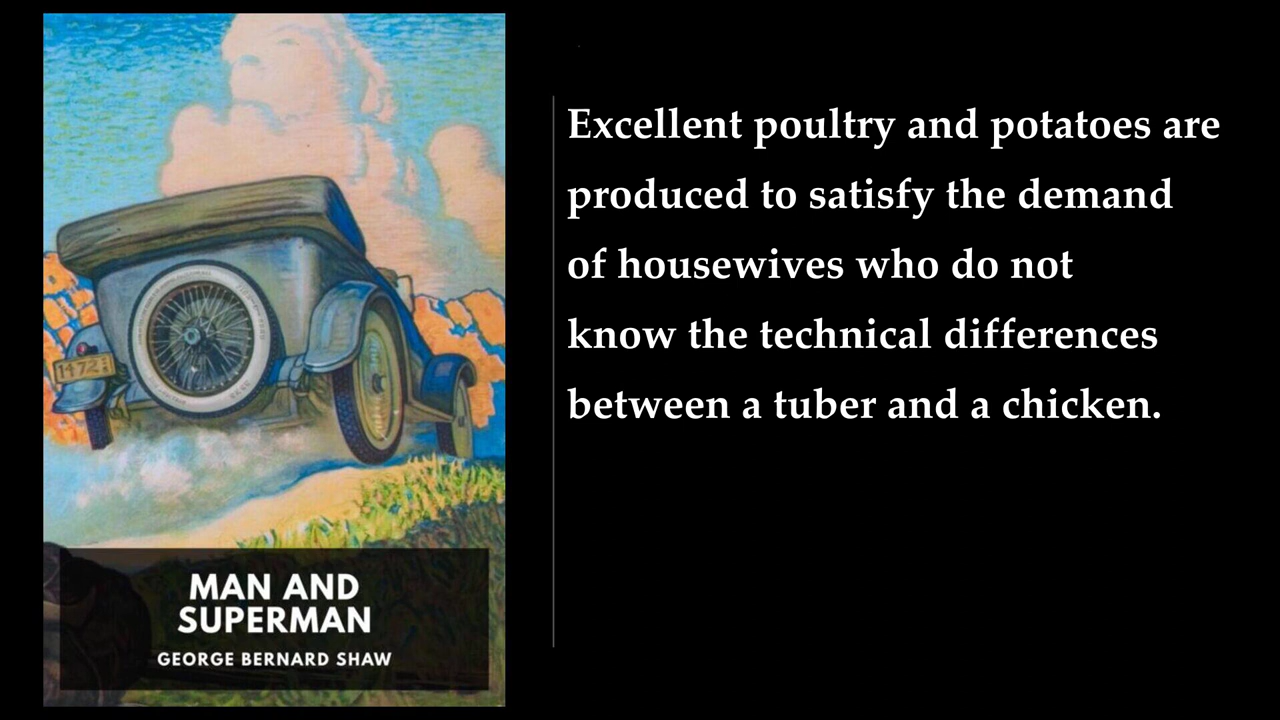 1472
MAN AND
SUPERMAN
GEORGE BERNARD SHAW
Excellent poultry and potatoes are
produced to satisfy the demand
of housewives who do not
know the technical differences
between a tuber and a chicken.